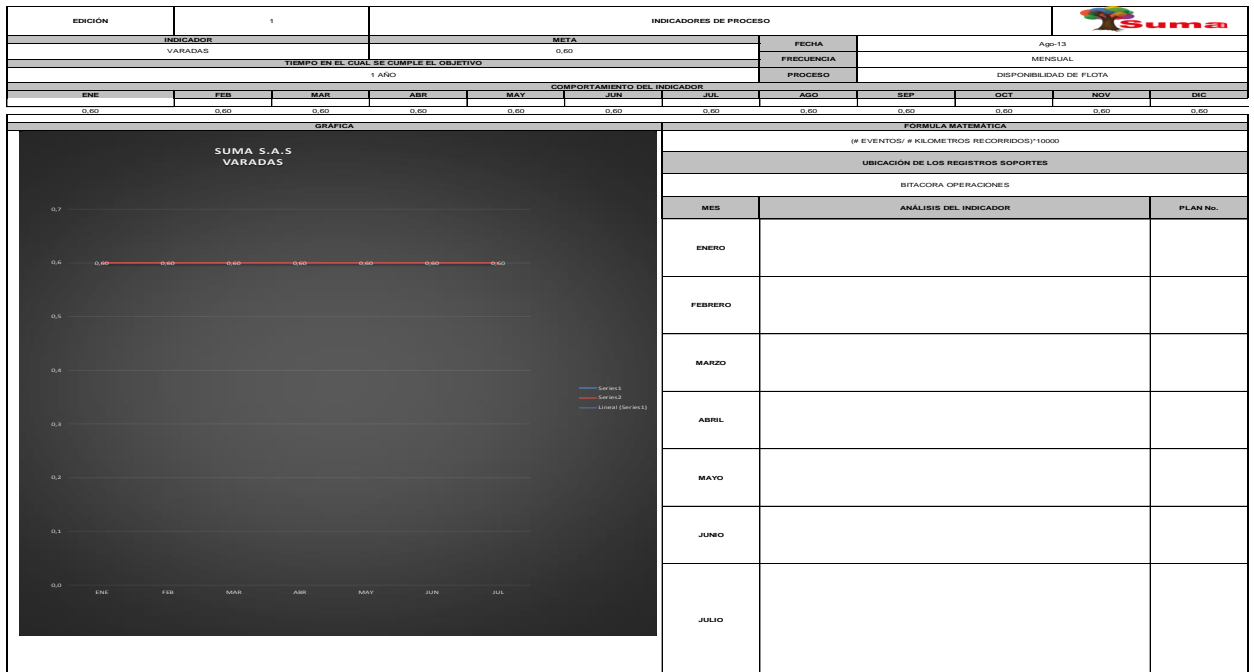 EDICIÓN 1 INDICADORES DE PROCESO Suma
INDICADOR META FECHA Ago-13
VARADAS 0,60
TIEMPO EN EL CUAL SE CUMPLE EL OBJETIVO FRECUENCIA MENSUAL
1 AÑO PROCESO DISPONIBILIDAD DE FLOTA
COMPORTAMIENTO DEL INDICADOR
ENE FEB MAR ABR MAY JUN JUL AGO SEP OCT NOV DIC
0,60 0,60 0,60 0,60 0,60 0,60 0,60 0,60 0,60 0,60 0,60 0,60
GRÁFICA
SUMA S.A.S
VARADAS
0,7
0,6
0,60 0,60 0,60 0,60 0,60 0,60 0,60
0,5
0,4
0,3
0,2
0,1
0,0
ENE FEB MAR ABR MAY JUN JUL
Series1
Series2
Lineal (Series1)
FÓRMULA MATEMÁTICA
(# EVENTOS/ # KILOMETROS RECORRIDOS)*10000
UBICACIÓN DE LOS REGISTROS SOPORTES
BITACORA OPERACIONES
MES ANÁLISIS DEL INDICADOR PLAN No.
ENERO
FEBRERO
MARZO
ABRIL
MAYO
JUNIO
JULIO